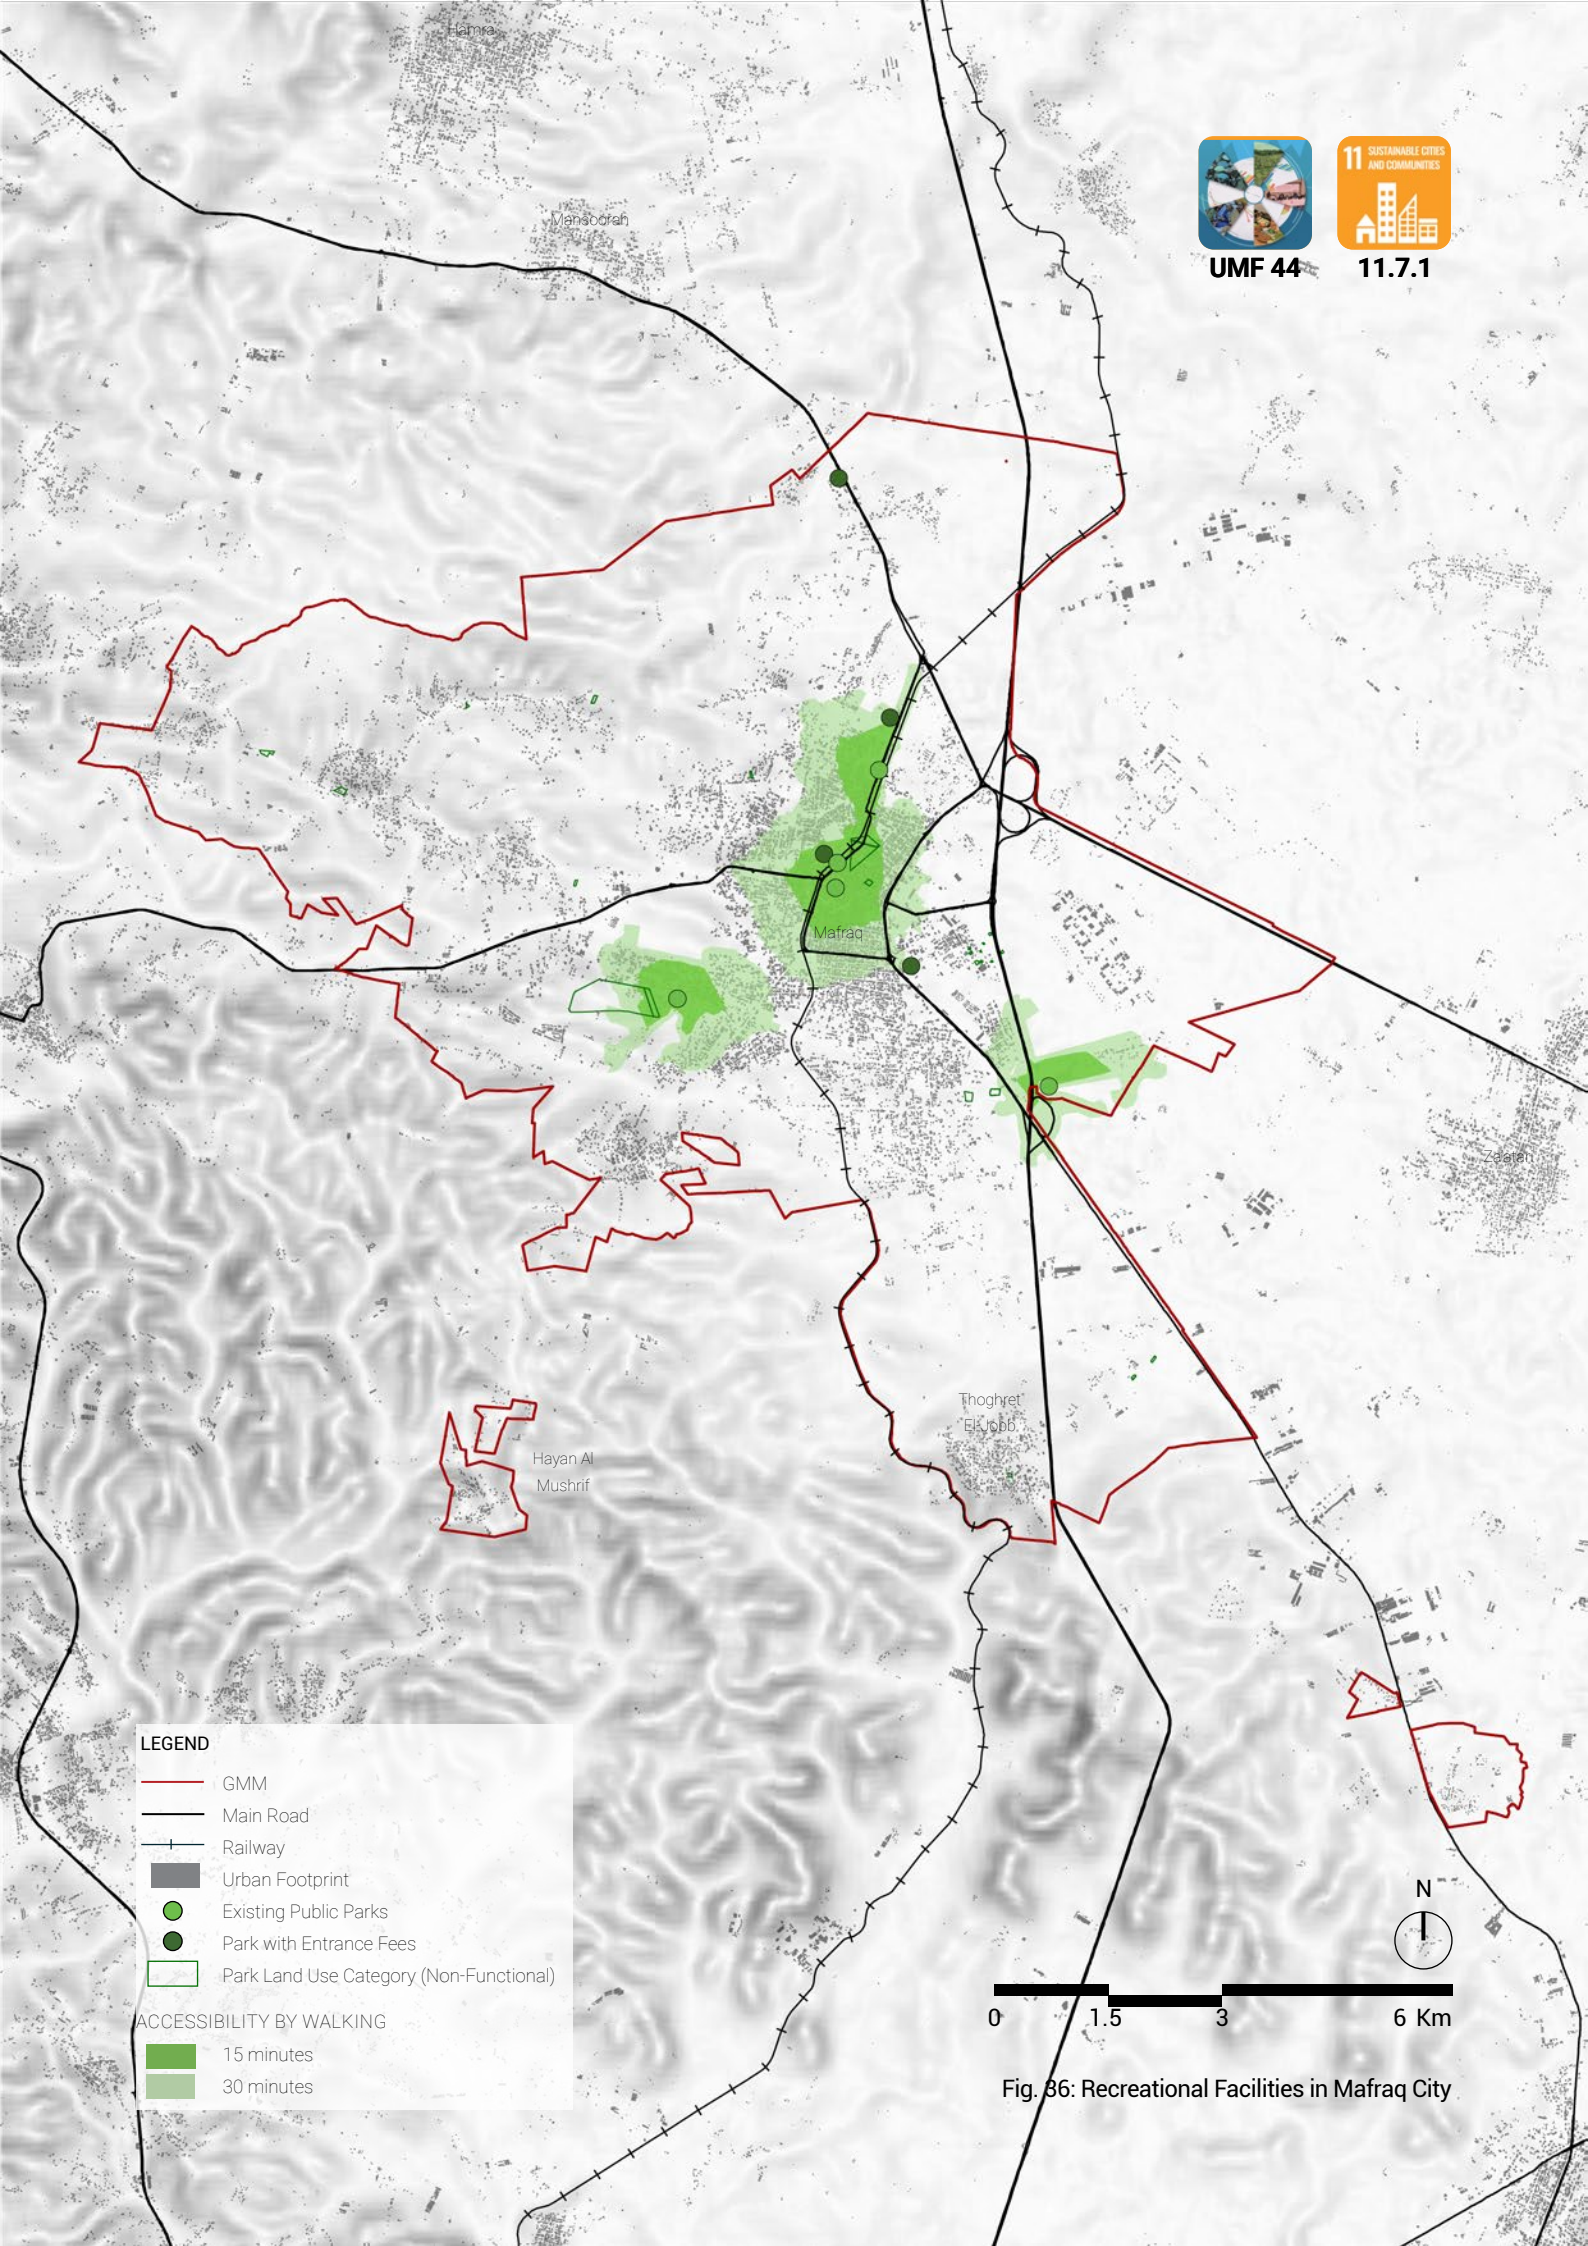 Hamra
Mansoorah
11 SUSTAINABLE CITIES
AND COMMUNITIES
UMF 44
11.7.1
Mafraq
Zaatari
Thoghret
El-Jobb
Hayan Al
Mushrif
LEGEND
GMM
Main Road
Railway
Urban Footprint
Existing Public Parks
Park with Entrance Fees
Park Land Use Category (Non-Functional)
ACCESSIBILITY BY WALKING
15 minutes
30 minutes
N
0 1.5 3 6 Km
Fig. 36: Recreational Facilities in Mafraq City